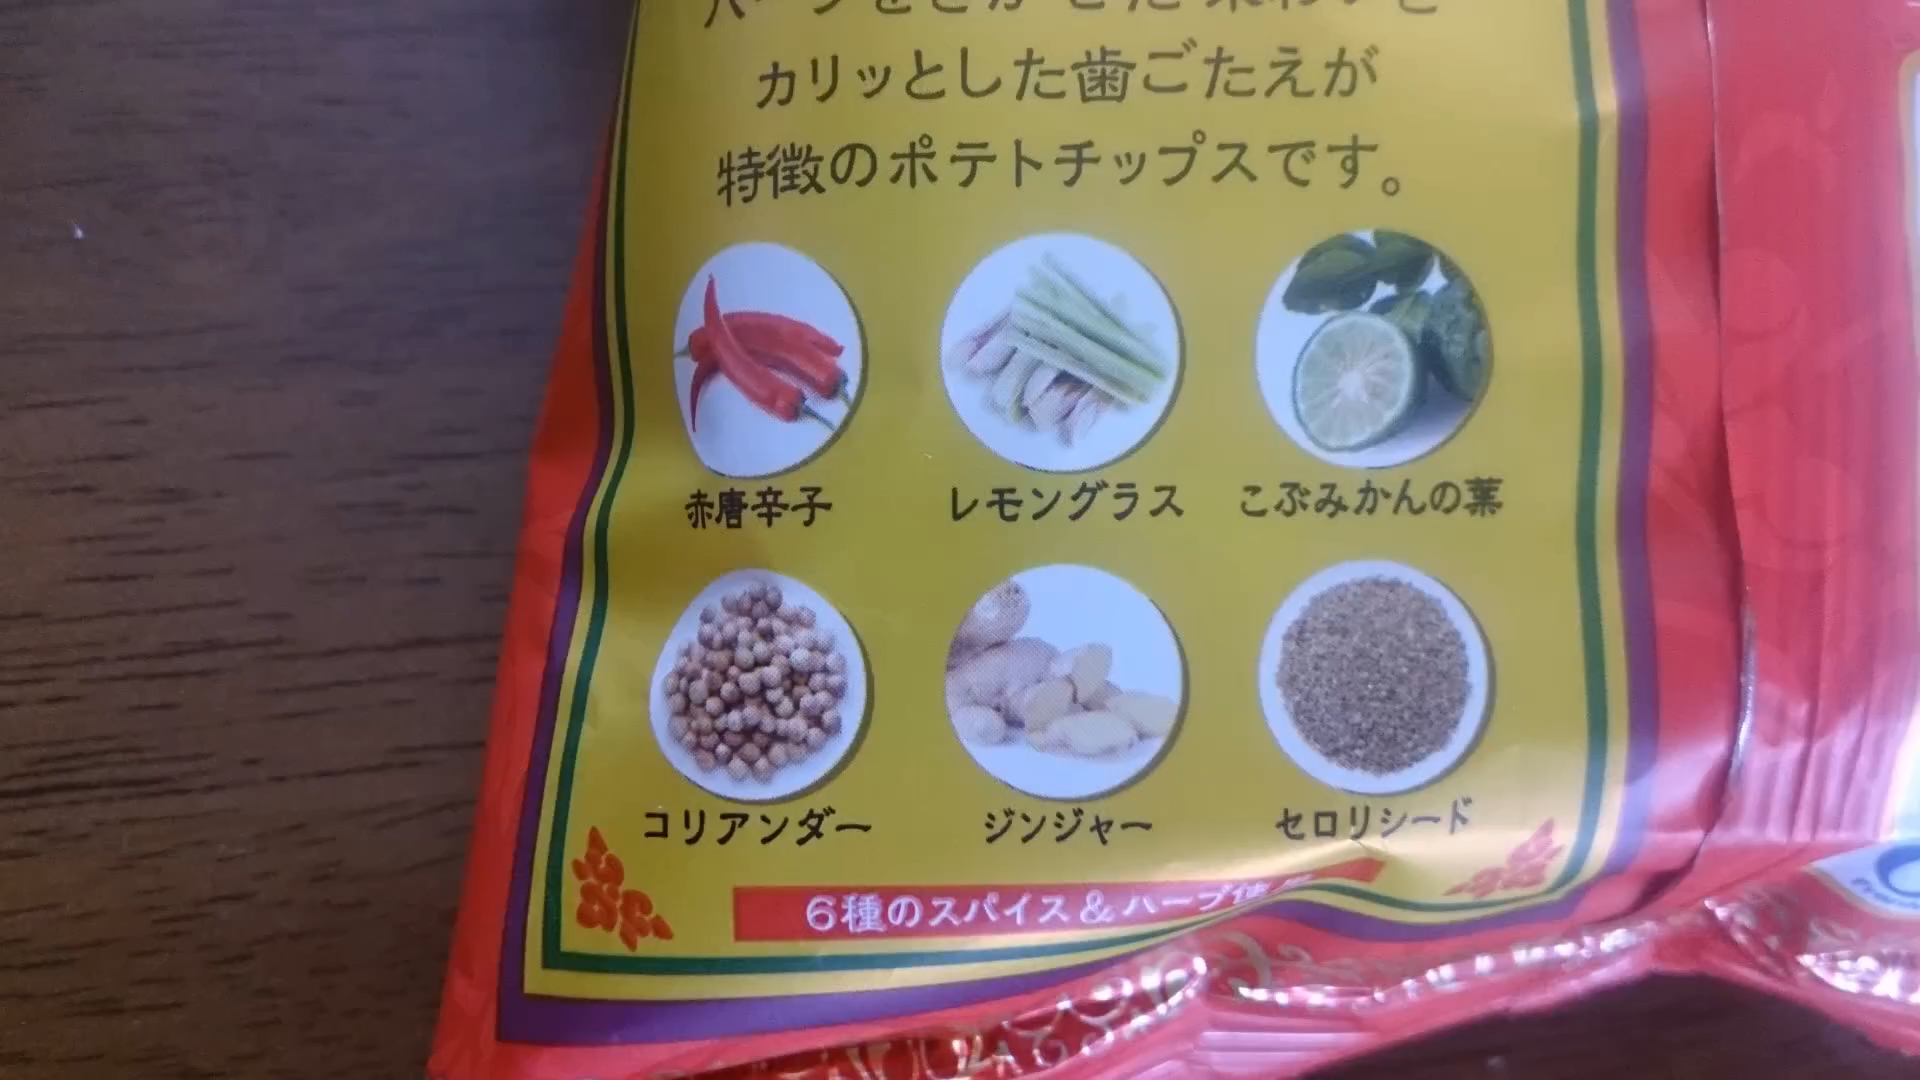 カリッとした歯ごたえが
特徴のポテトチップスです。
赤唐辛子
レモングラス
こぶみかんの葉
コリアンダー
ジンジャー
セロリシード
6種のスパイス&ハーブ使用